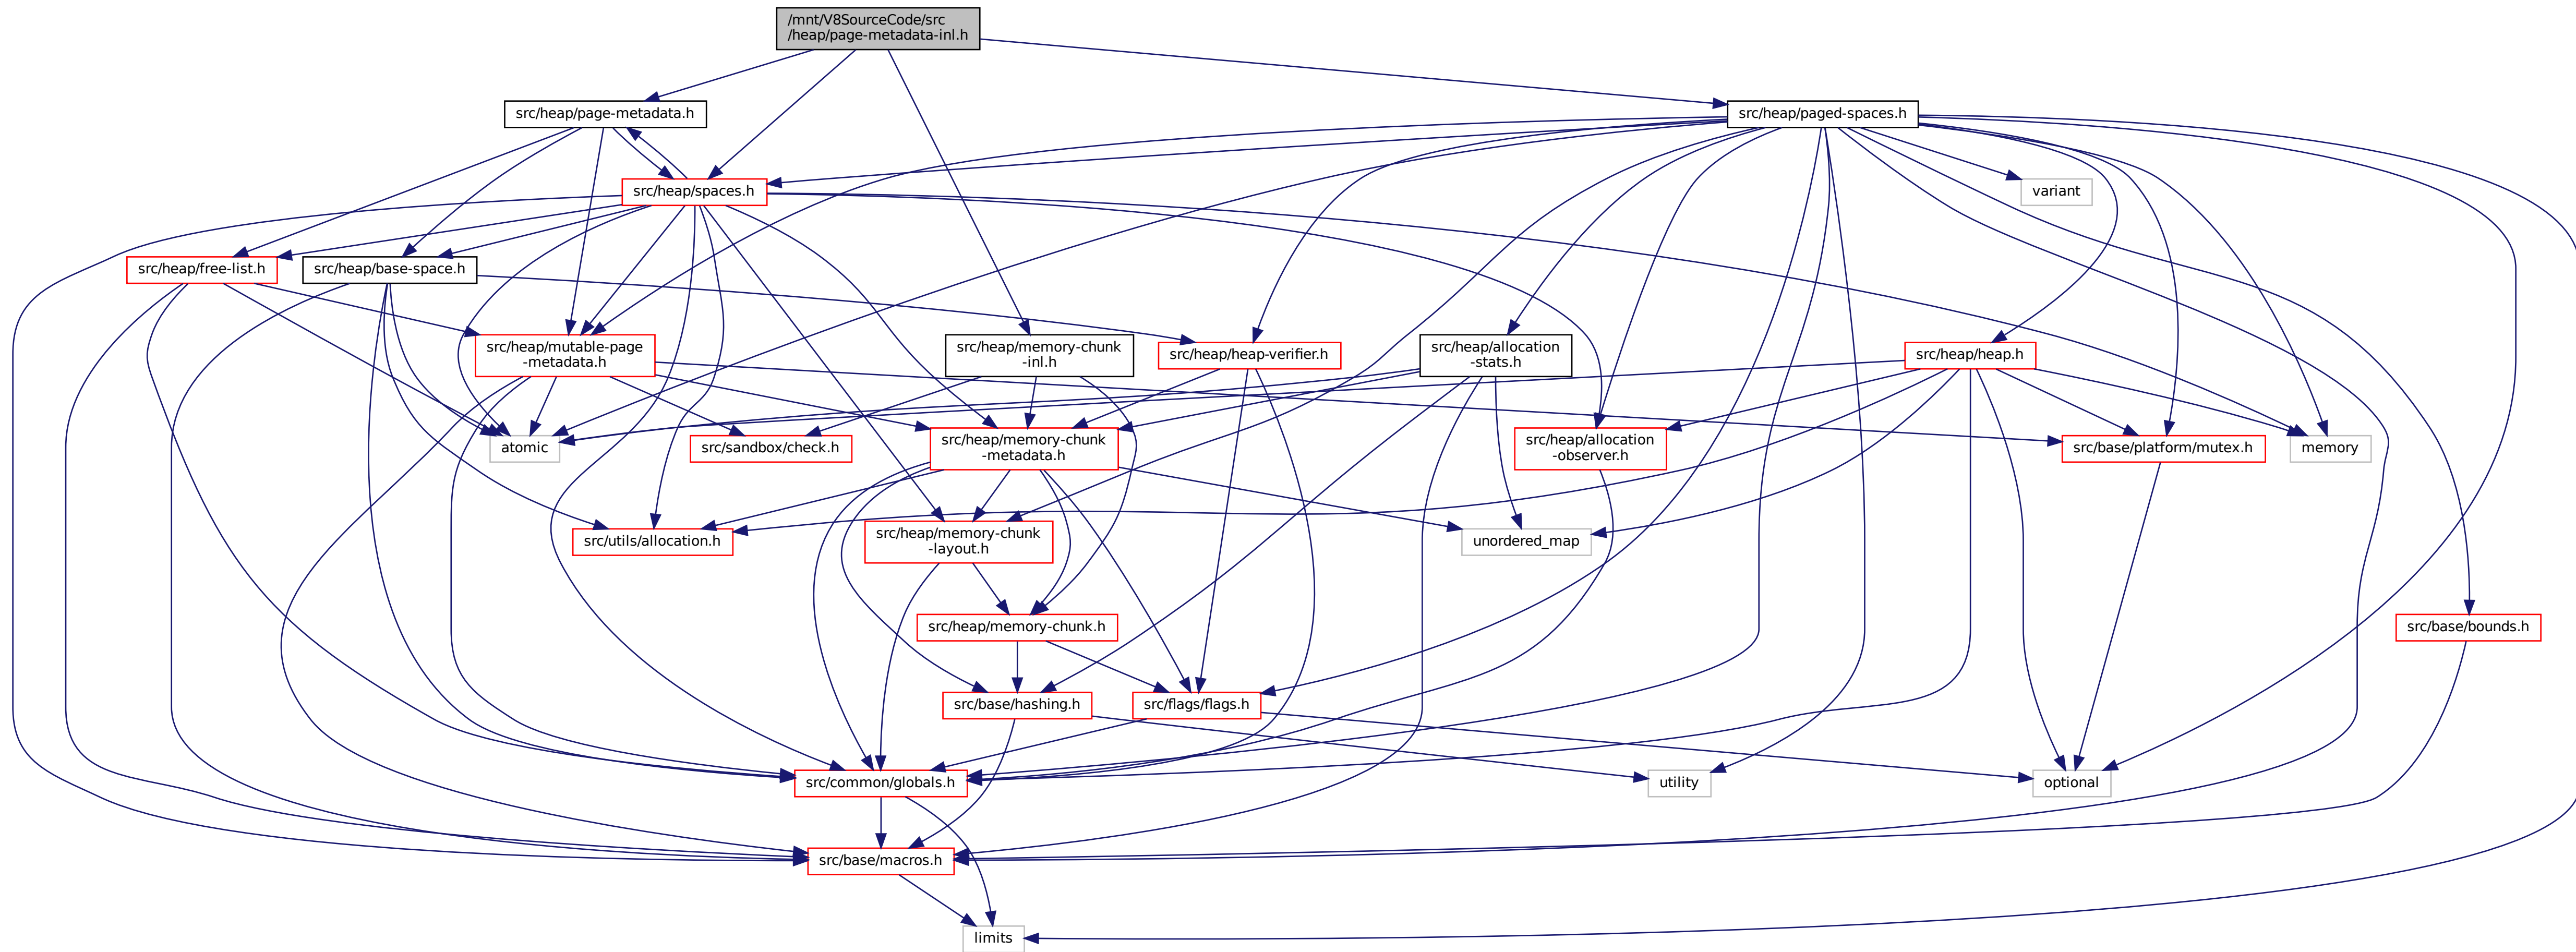 /mnt/V8SourceCode/src
/heap/page-metadata-inl.h
src/heap/page-metadata.h
src/heap/paged-spaces.h
src/heap/spaces.h
variant
src/heap/free-list.h
src/heap/base-space.h
src/heap/mutable-page
-metadata.h
src/heap/memory-chunk
-inl.h
src/heap/heap-verifier.h
src/heap/allocation
-stats.h
src/heap/heap.h
atomic
src/sandbox/check.h
src/heap/memory-chunk
-metadata.h
src/heap/allocation
-observer.h
src/base/platform/mutex.h
memory
src/utils/allocation.h
src/heap/memory-chunk
-layout.h
unordered_map
src/heap/memory-chunk.h
src/base/bounds.h
src/base/hashing.h
src/flags/flags.h
src/common/globals.h
utility
optional
src/base/macros.h
limits